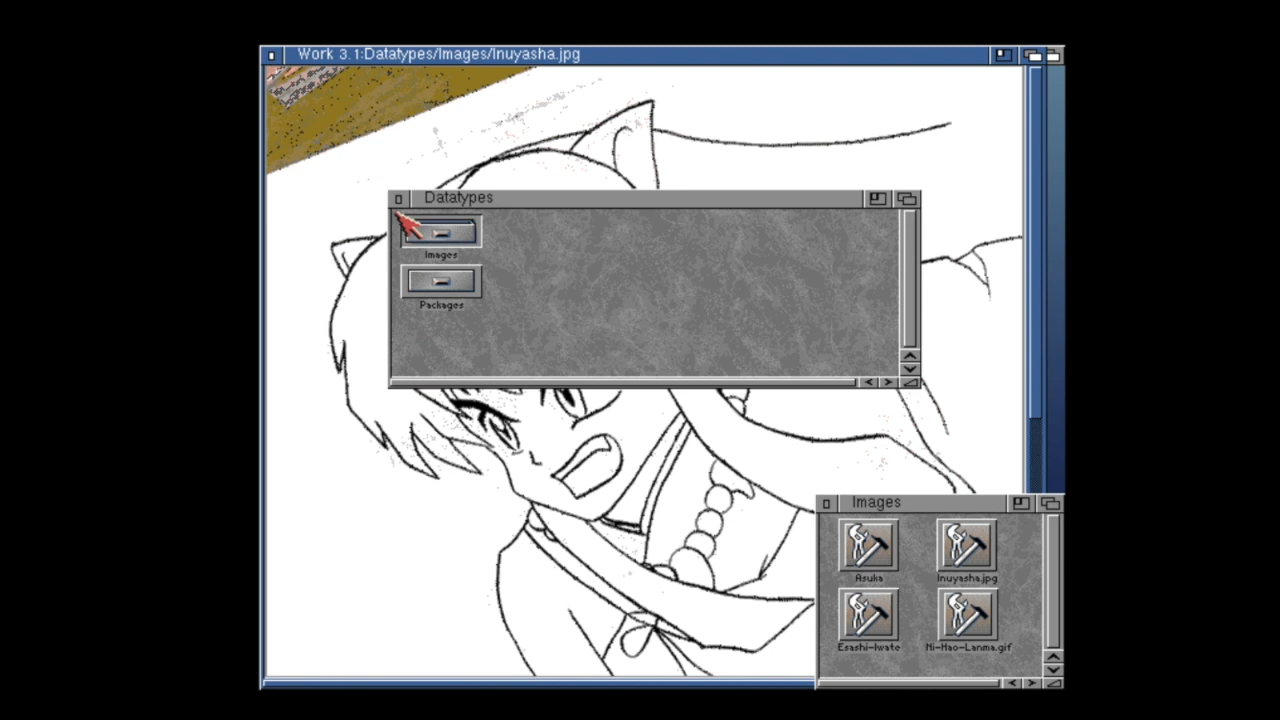 Work 3.1:Datatypes/Images/Inuyasha.jpg
Datatypes
Images
Packages
Images
Asuka
Inuyasha.jpg
Esashi-Iwate
Ni-Hao-Lanma.gif